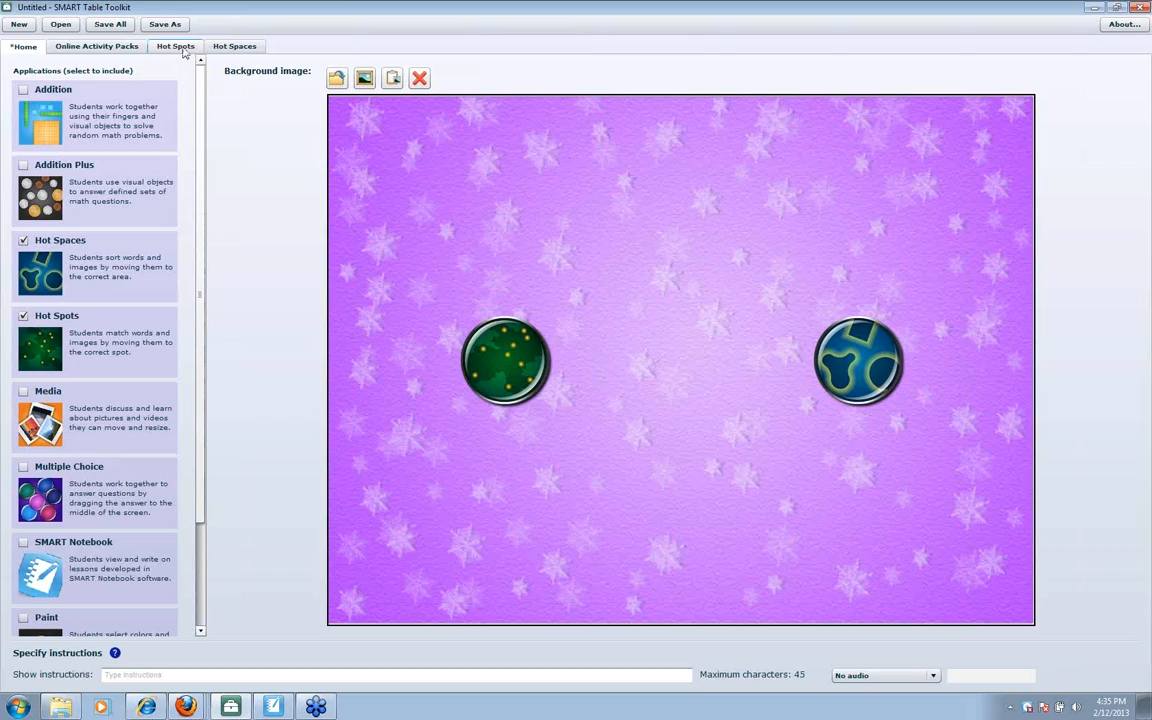 Untitled - SMART Table Toolkit
New
Open
Save All
Save As
About...
*Home
Online Activity Packs
Hot Spots
Hot Spaces
Applications (select to include)
Background image:
Addition
Students work together
using their fingers and
visual objects to solve
random math problems.
Addition Plus
Students use visual objects
to answer defined sets of
math questions.
Hot Spaces
Students sort words and
images by moving them to
the correct area.
Hot Spots
Students match words and
images by moving them to
the correct spot.
Media
Students discuss and learn
about pictures and videos
they can move and resize.
Multiple Choice
Students work together to
answer questions by
dragging the answer to the
middle of the screen.
SMART Notebook
Students view and write on
lessons developed in
SMART Notebook software.
Paint
Students select colors and
Specify instructions ?
Show instructions:
Type instructions
Maximum characters: 45
No audio
4:35 PM
2/12/2013